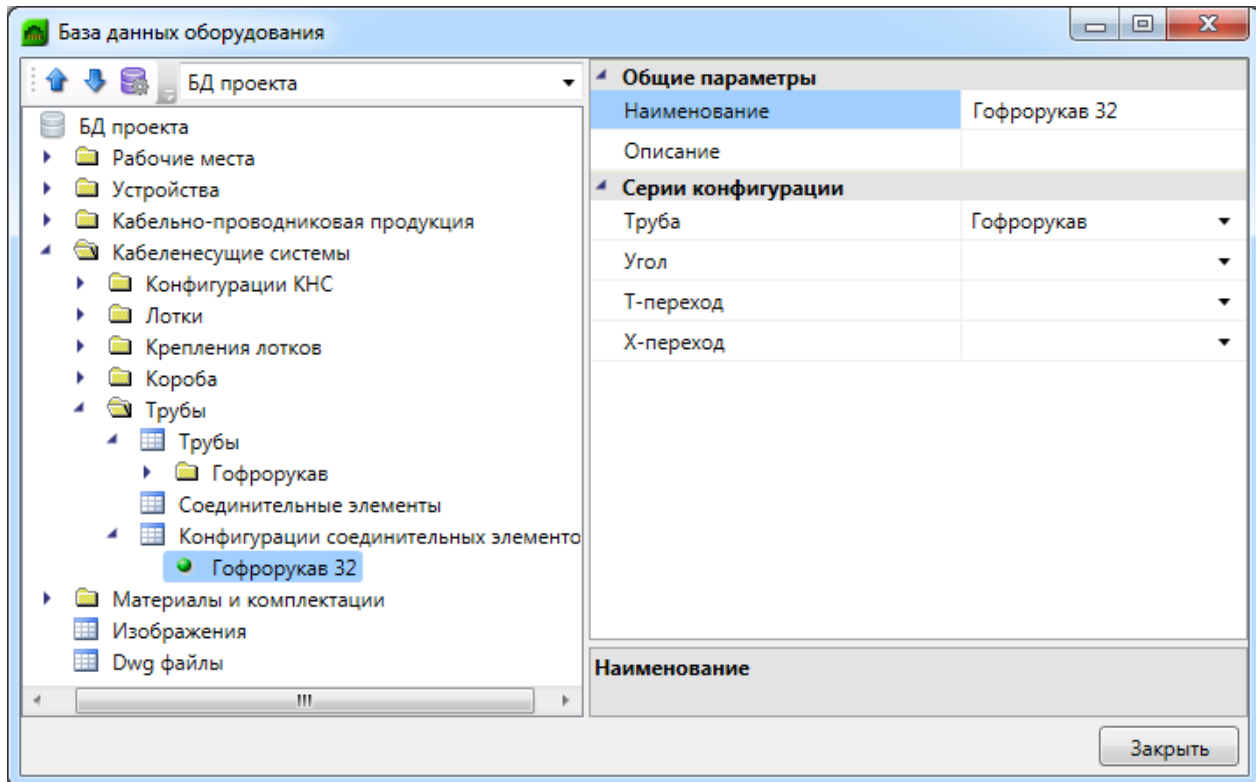 База данных оборудования
БД проекта
БД проекта
Рабочие места
Устройства
Кабельно-проводниковая продукция
Кабеленесущие системы
Конфигурации КНС
Лотки
Крепления лотков
Короба
Трубы
Трубы
Гофрорукав
Соединительные элементы
Конфигурации соединительных элементо
Гофрорукав 32
Материалы и комплектации
Изображения
Dwg файлы
Общие параметры
Наименование Гофрорукав 32
Описание
Серии конфигурации
Труба Гофрорукав
Угол
Т-переход
Х-переход
Наименование
Закрыть